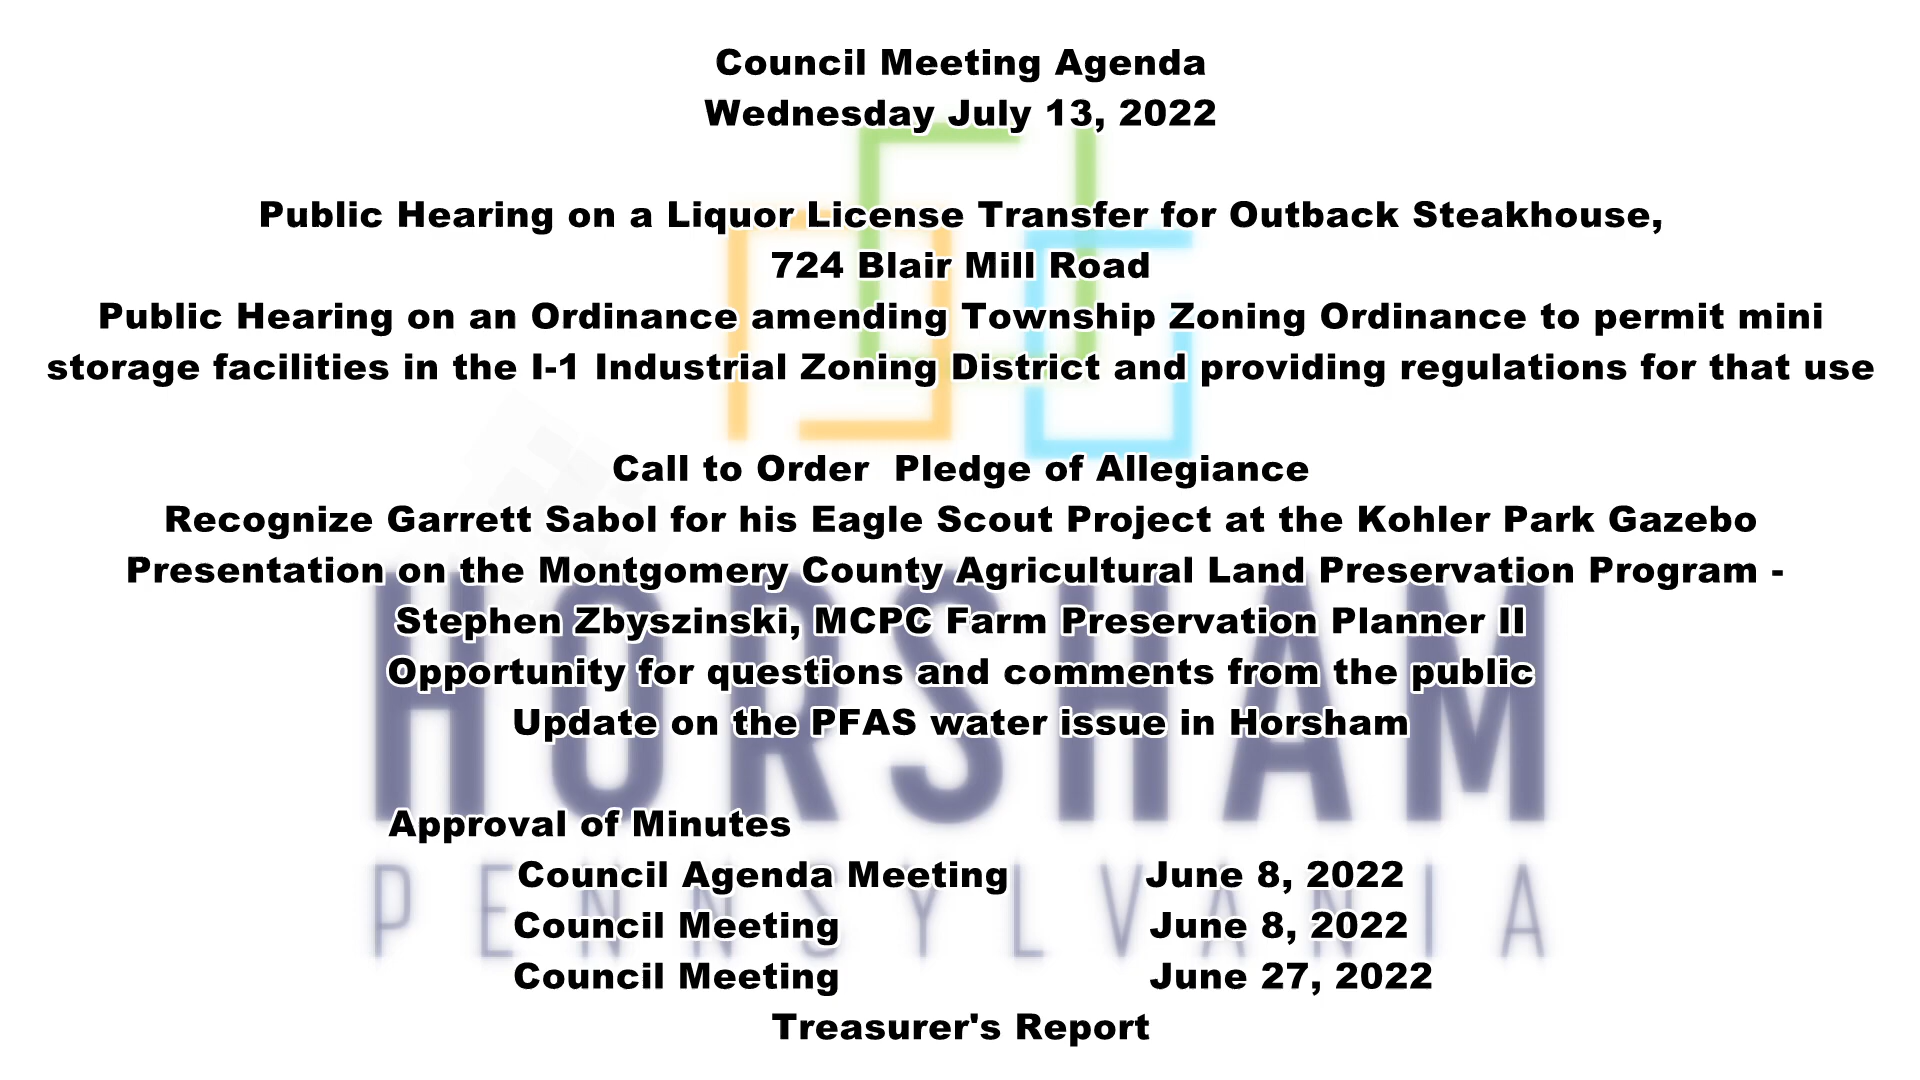 Council Meeting Agenda
Wednesday July 13, 2022
Public Hearing on a Liquor License Transfer for Outback Steakhouse,
724 Blair Mill Road
Public Hearing on an Ordinance amending Township Zoning Ordinance to permit mini
storage facilities in the I-1 Industrial Zoning District and providing regulations for that use
Call to Order  Pledge of Allegiance
Recognize Garrett Sabol for his Eagle Scout Project at the Kohler Park Gazebo
Presentation on the Montgomery County Agricultural Land Preservation Program -
Stephen Zbyszinski, MCPC Farm Preservation Planner II
Opportunity for questions and comments from the public
Update on the PFAS water issue in Horsham
HORSHAM
Approval of Minutes
Council Agenda Meeting June 8, 2022
PENNSYLVANIA
Council Meeting June 8, 2022
Council Meeting June 27, 2022
Treasurer's Report